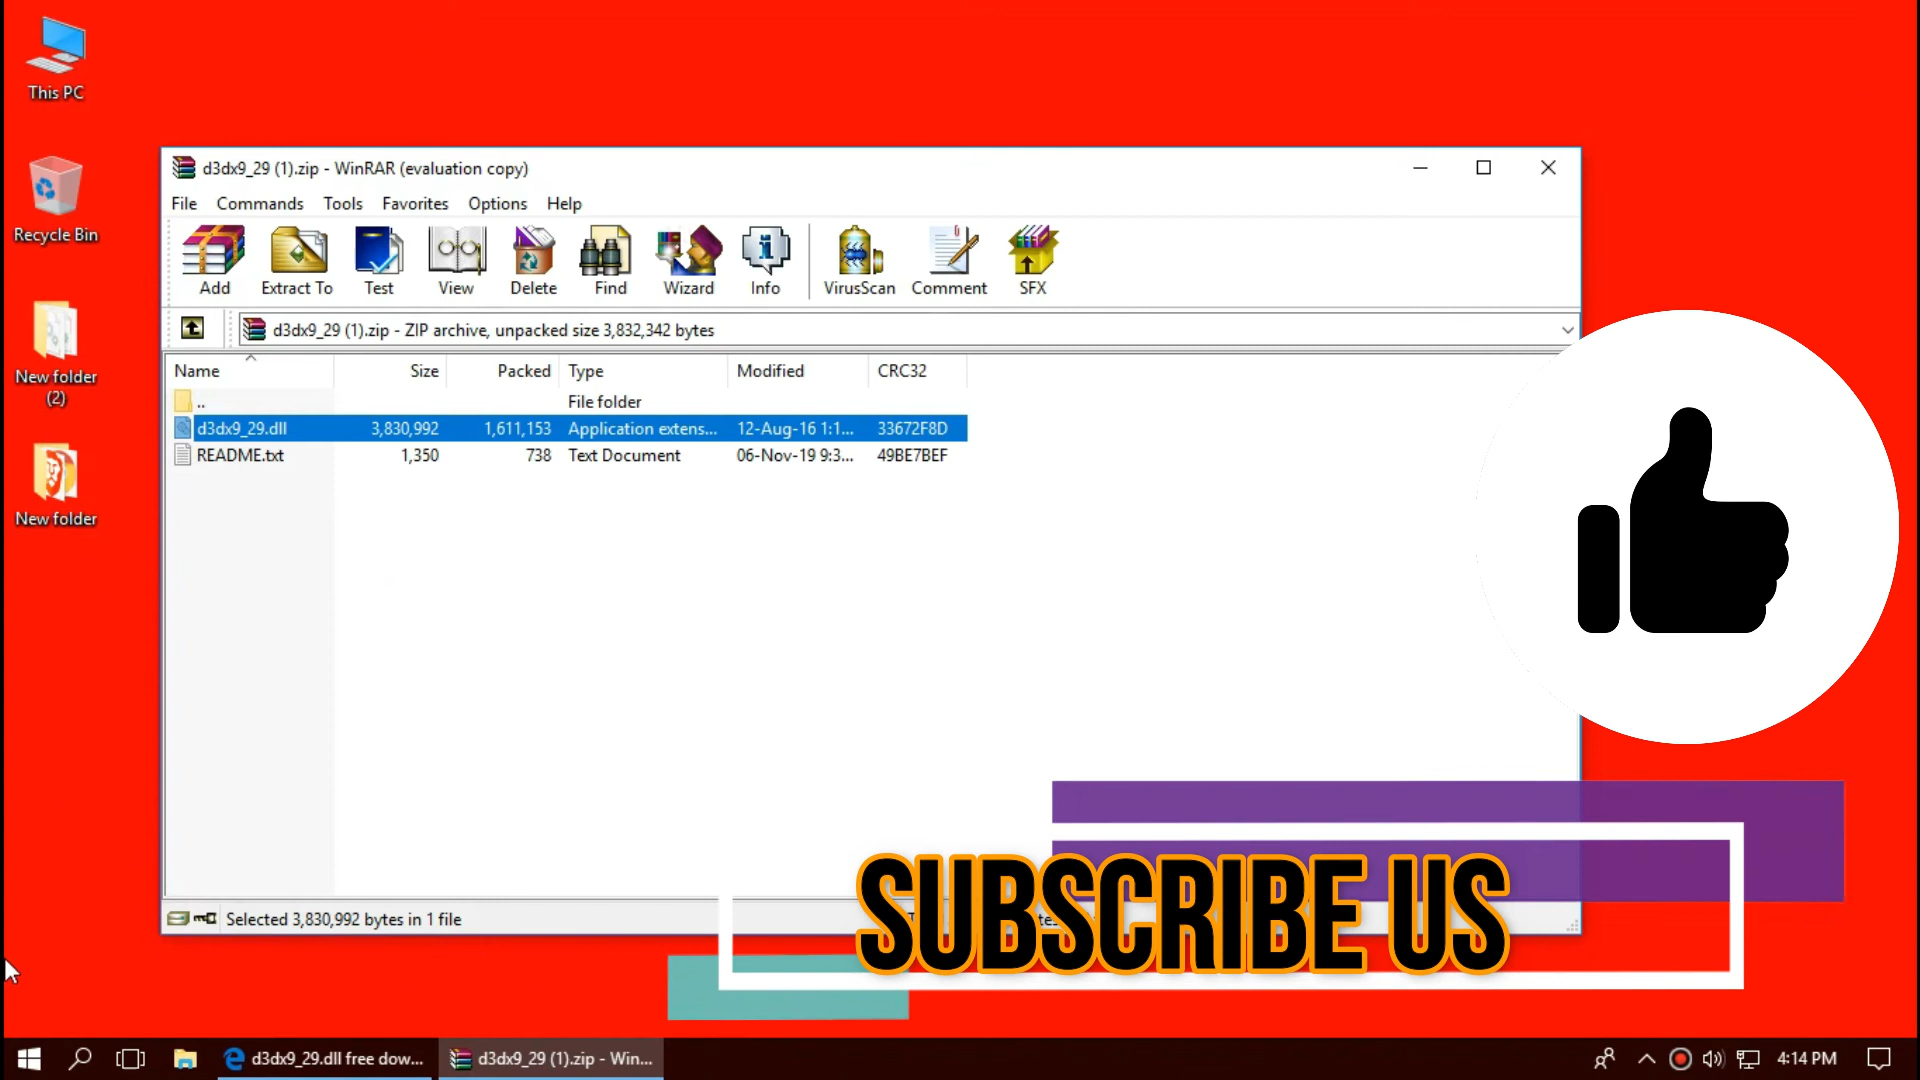 This PC
Recycle Bin
New folder
(2)
New folder
d3dx9_29 (1).zip - WinRAR (evaluation copy)
File Commands Tools Favorites Options Help
Add Extract To Test View Delete Find Wizard Info VirusScan Comment SFX
d3dx9_29 (1).zip - ZIP archive, unpacked size 3,832,342 bytes
Name Size Packed Type Modified CRC32
.. File folder
d3dx9_29.dll 3,830,992 1,611,153 Application extens... 12-Aug-16 1:1... 33672F8D
README.txt 1,350 738 Text Document 06-Nov-19 9:3... 49BE7BEF
Selected 3,830,992 bytes in 1 file
SUBSCRIBE US
d3dx9_29.dll free dow... d3dx9_29 (1).zip - Win... 4:14 PM